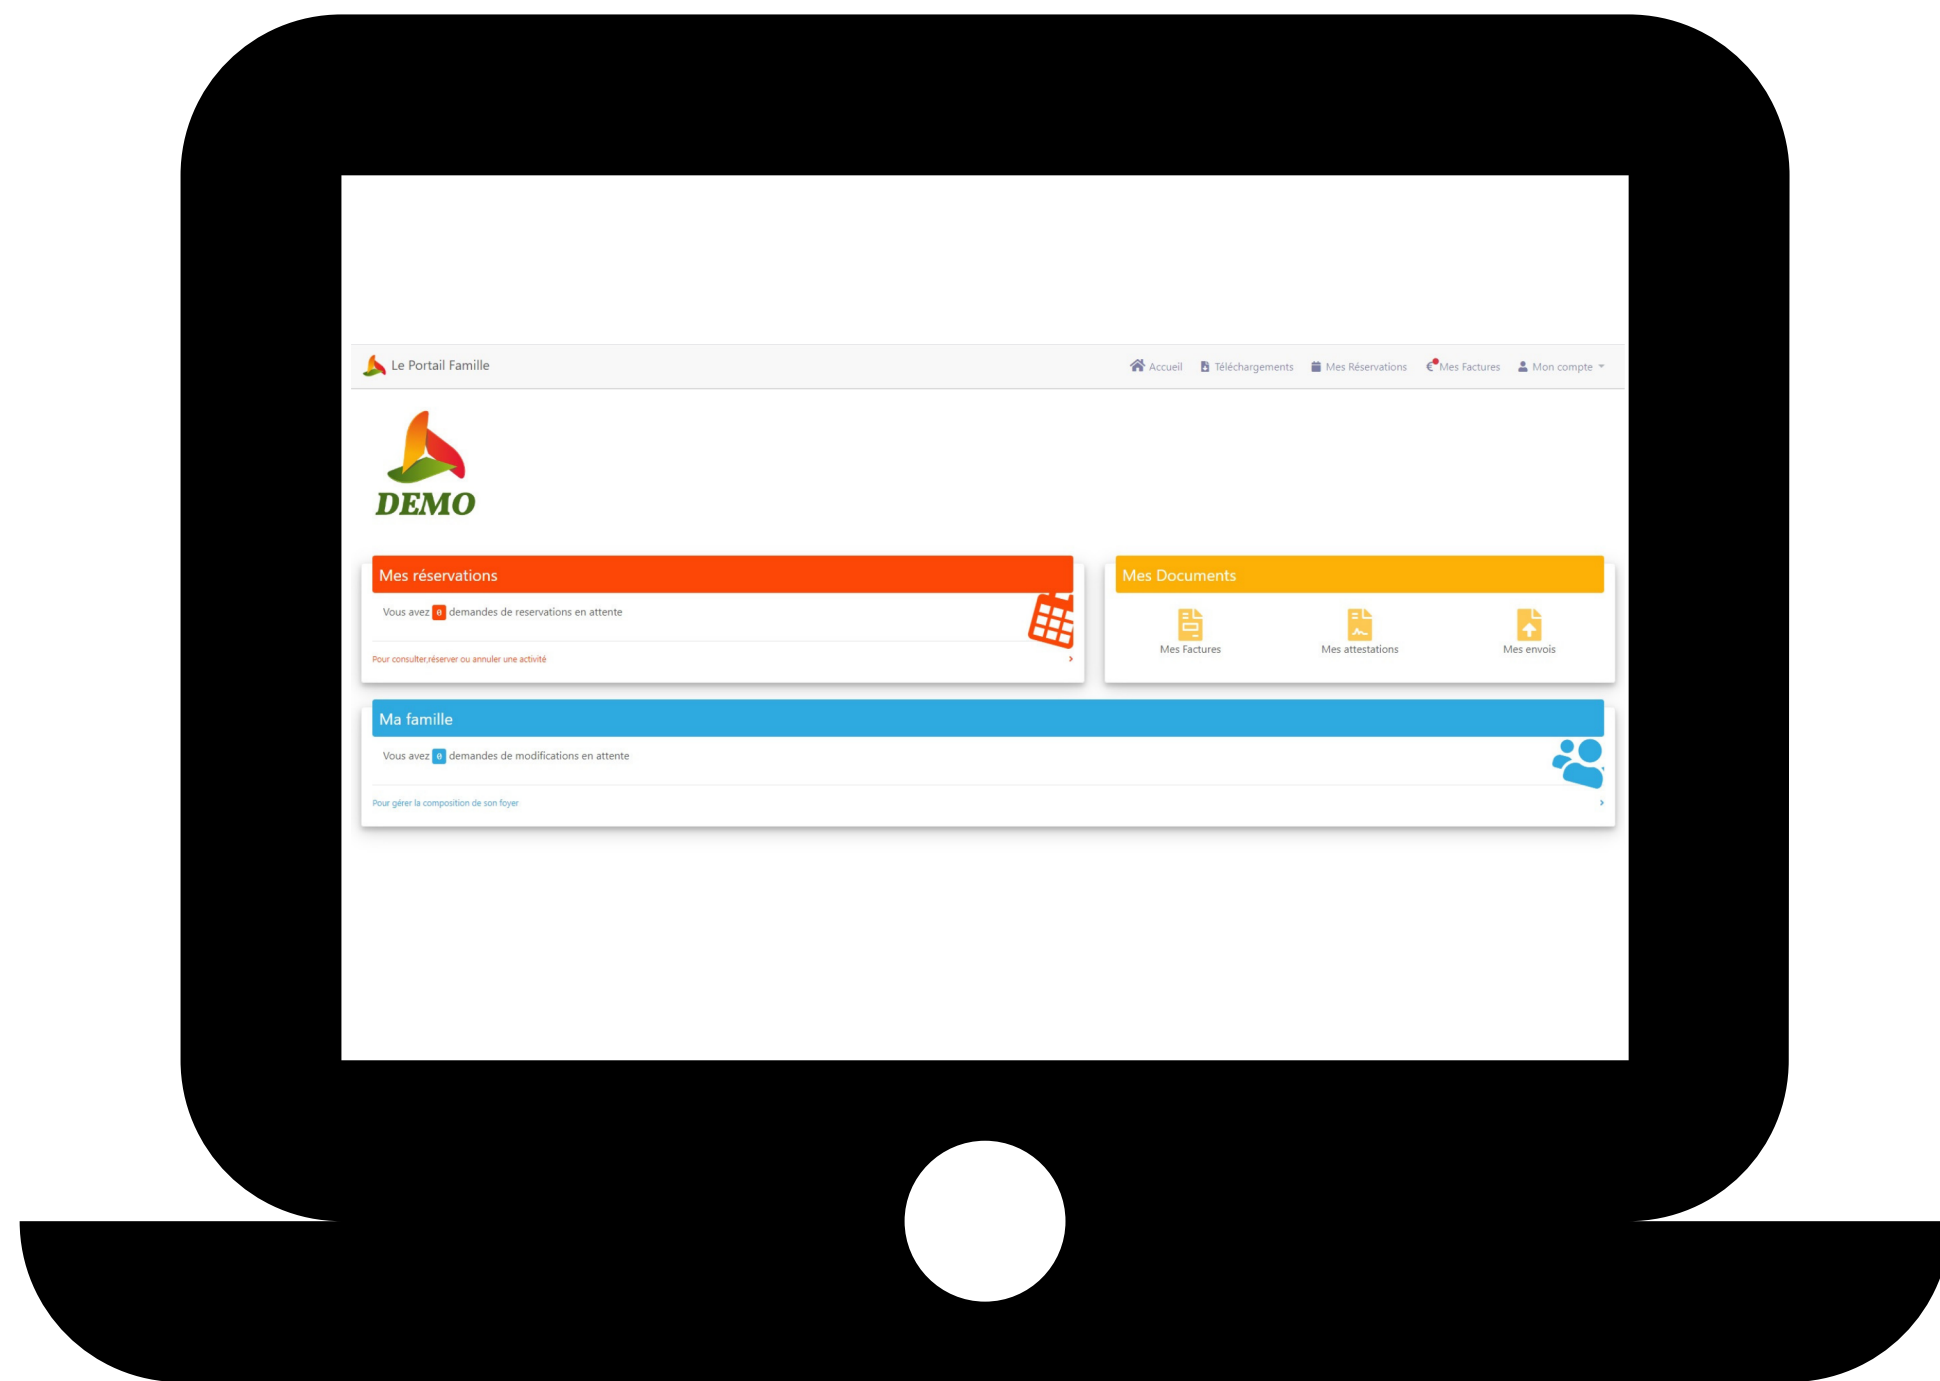 Le Portail Famille
Accueil
Téléchargements
Mes Réservations
Mes Factures
Mon compte
DEMO
Mes réservations
Vous avez 0 demandes de reservations en attente
Pour consulter,réserver ou annuler une activité
Mes Documents
Mes Factures
Mes attestations
Mes envois
Ma famille
Vous avez 0 demandes de modifications en attente
Pour gérer la composition de son foyer